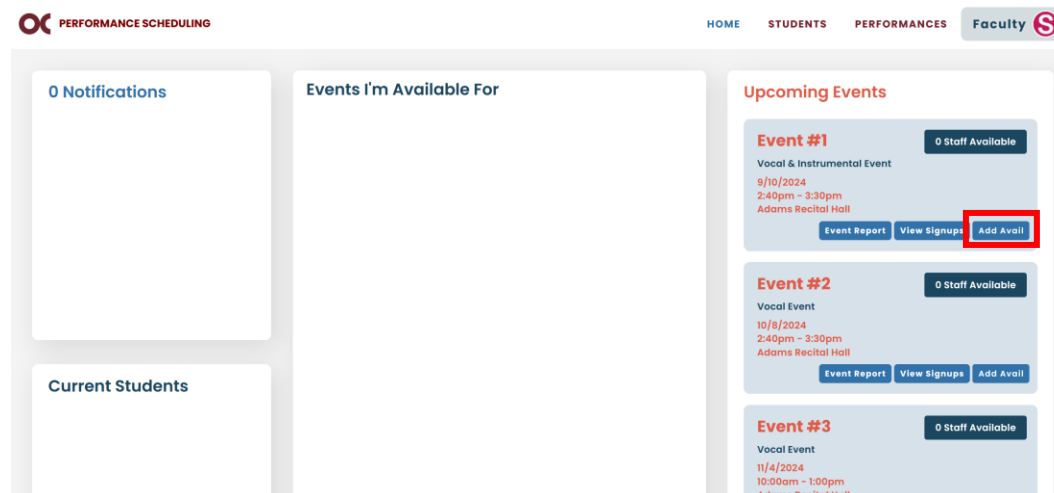 OC PERFORMANCE SCHEDULING
HOME STUDENTS PERFORMANCES Faculty S
0 Notifications
Current Students
Events I'm Available For
Upcoming Events
Event #1
0 Staff Available
Vocal & Instrumental Event
9/10/2024
2:40pm - 3:30pm
Adams Recital Hall
Event Report View Signups Add Avail
Event #2
0 Staff Available
Vocal Event
10/8/2024
2:40pm - 3:30pm
Adams Recital Hall
Event Report View Signups Add Avail
Event #3
0 Staff Available
Vocal Event
11/4/2024
10:00am - 1:00pm
Adams Recital Hall